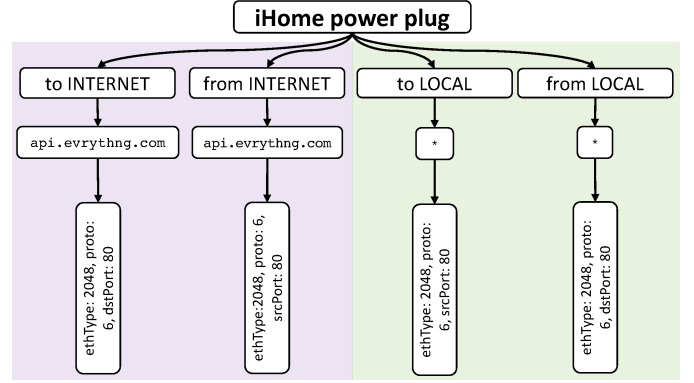 iHome power plug
to INTERNET
from INTERNET
to LOCAL
from LOCAL
api.evrythng.com
api.evrythng.com
*
*
ethType: 2048, proto:
6, dstPort: 80
ethType:2048, proto: 6,
srcPort: 80
ethType: 2048, proto:
6, srcPort: 80
ethType: 2048, proto:
6, dstPort: 80